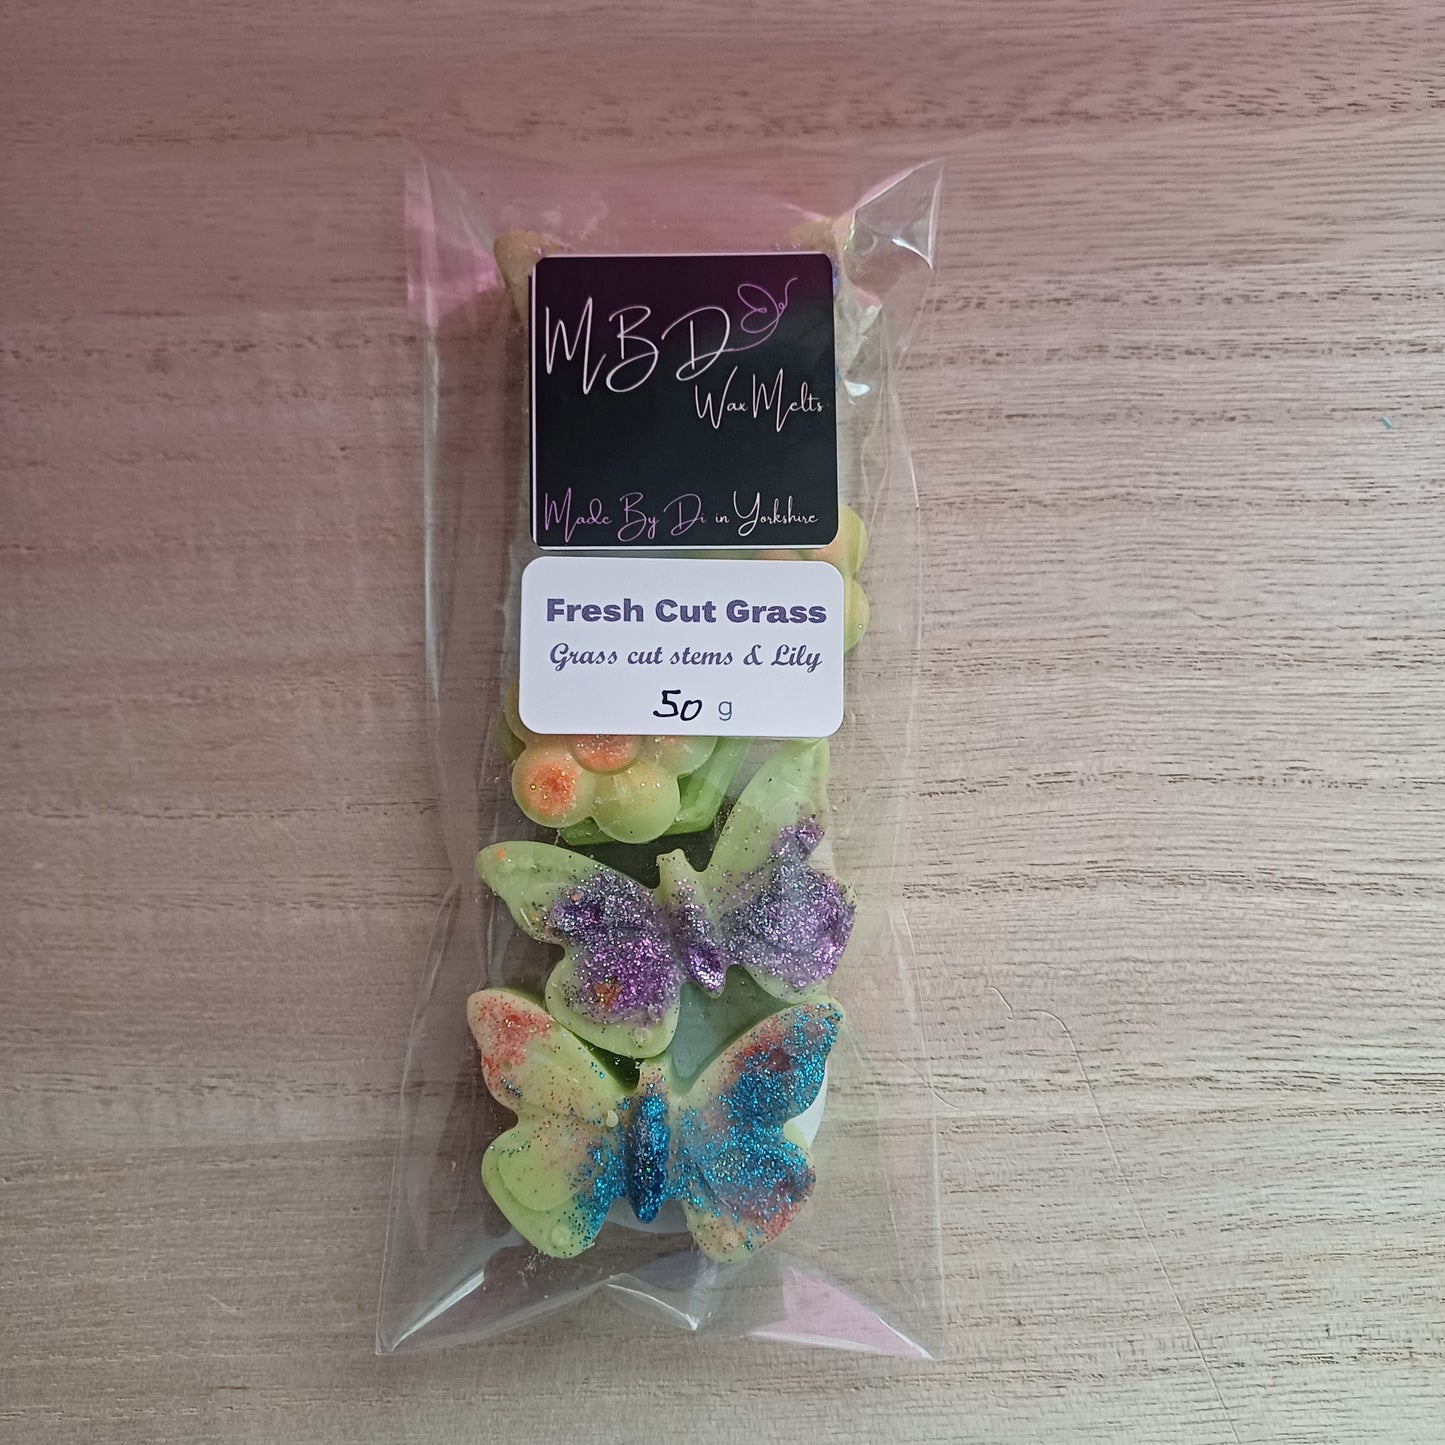 MBD
Wax Melts
Made By Di in Yorkshire
Fresh Cut Grass
Grass cut stems & Lily
50 g